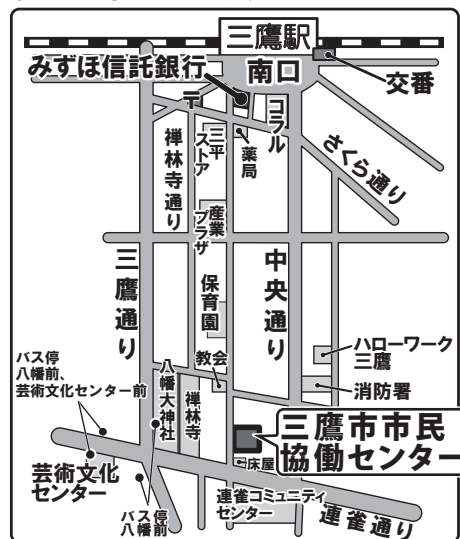 三鷹駅
みずほ信託銀行
南口
交番
〒
コラル
三平
ストア
薬局
さくら通り
禅林寺通り
産業
プラザ
三鷹通り
中央通り
保育園
バス停
八幡前、
芸術文化センター前
八幡大神社
教会
禅林寺
ハローワーク
三鷹
消防署
三鷹市市民
協働センター
床屋
芸術文化
センター
バス停
八幡前
連雀コミュニティ
センター
連雀通り